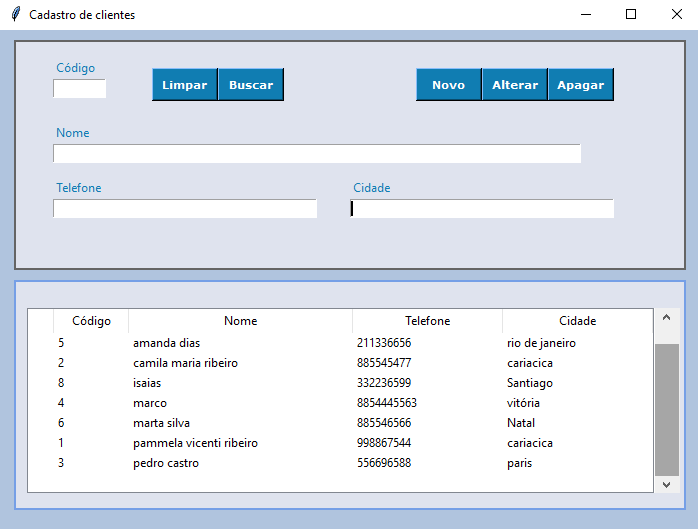 Cadastro de clientes
Código
Limpar Buscar Novo Alterar Apagar
Nome
Telefone Cidade
Código Nome Telefone Cidade
5 amanda dias 211336656 rio de janeiro
2 camila maria ribeiro 885545477 cariacica
8 isaias 332236599 Santiago
4 marco 8854445563 vitória
6 marta silva 885546566 Natal
1 pammela vicenti ribeiro 998867544 cariacica
3 pedro castro 556696588 paris